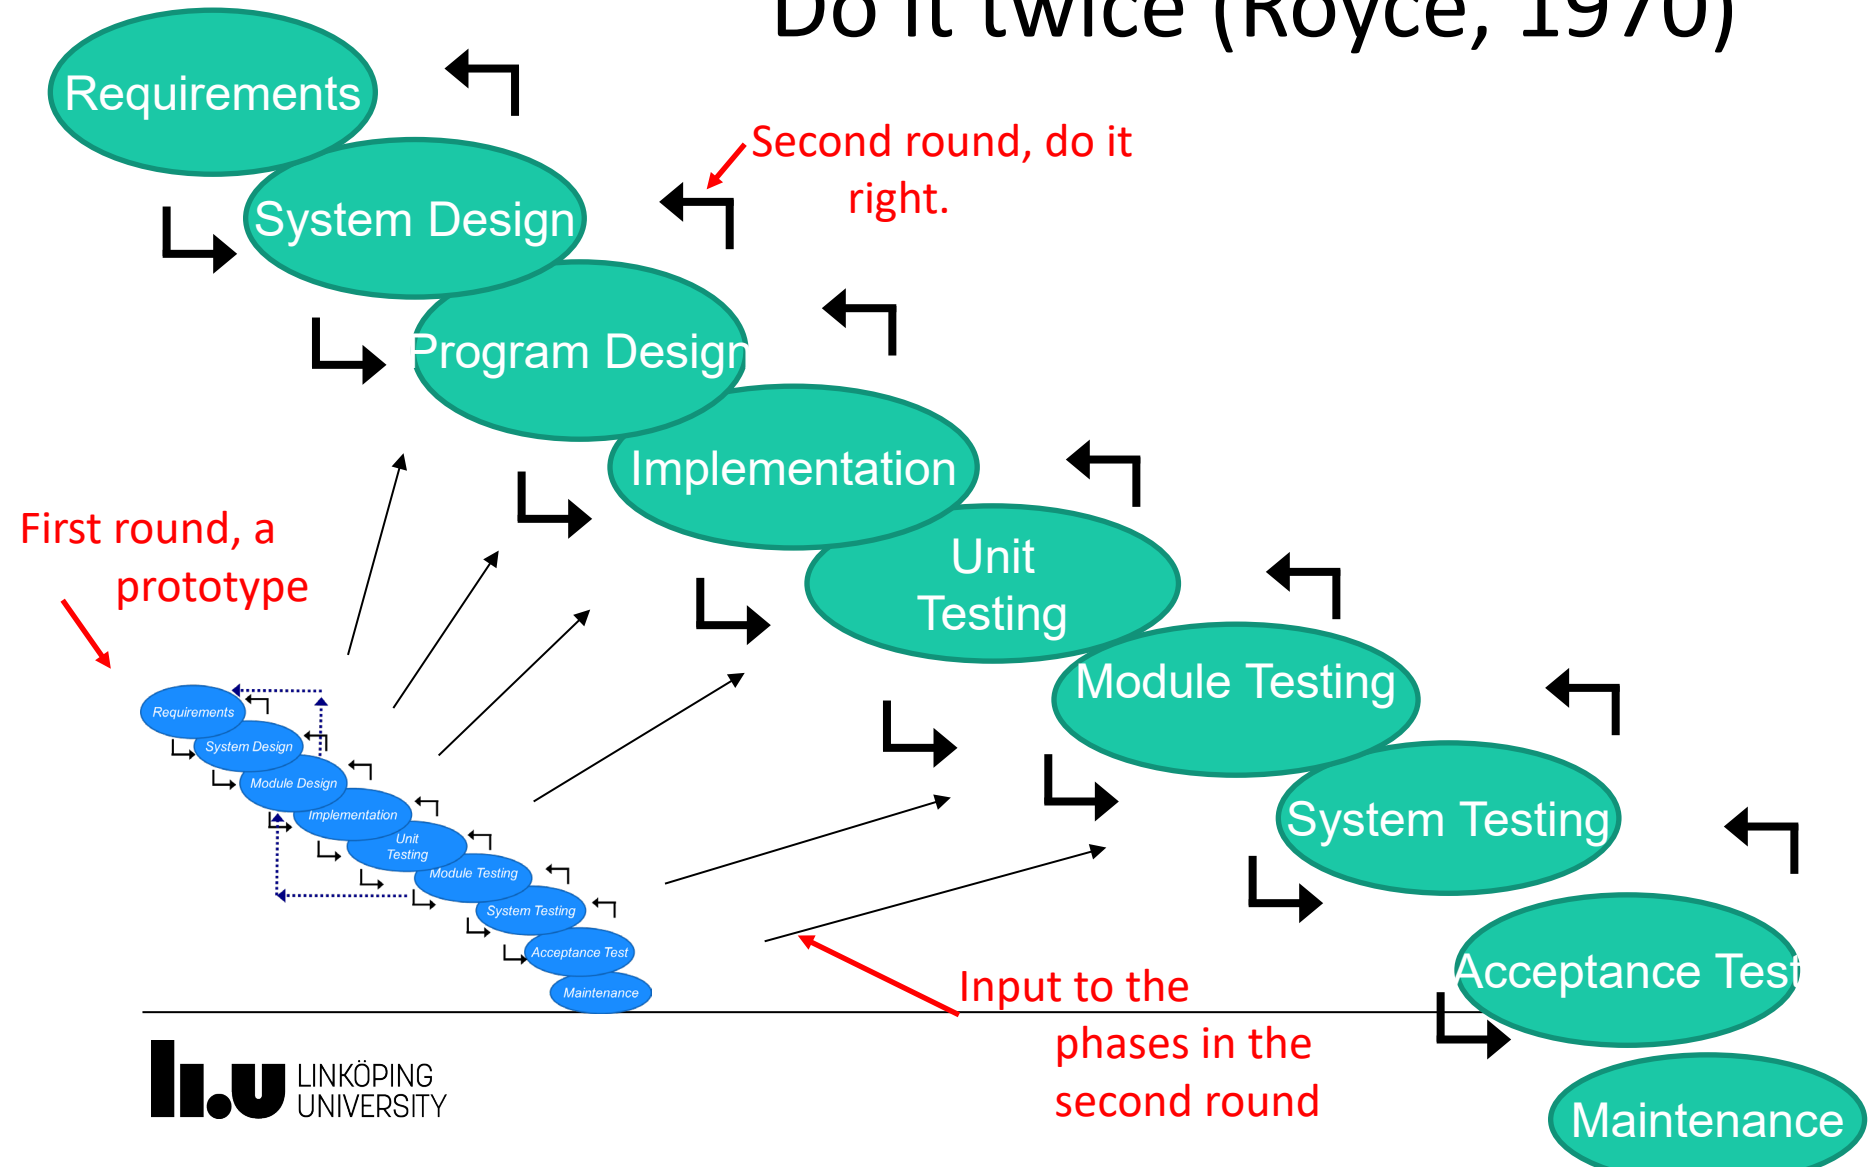 Do it twice (Royce, 1970)
Requirements
Second round, do it
right.
System Design
Program Design
Implementation
First round, a
prototype
Unit
Testing
Module Testing
System Testing
Acceptance Test
Maintenance
Requirements
System Design
Module Design
Implementation
Unit
Testing
Module Testing
System Testing
Acceptance Test
Maintenance
Input to the
phases in the
second round
li.u LINKÖPING
UNIVERSITY